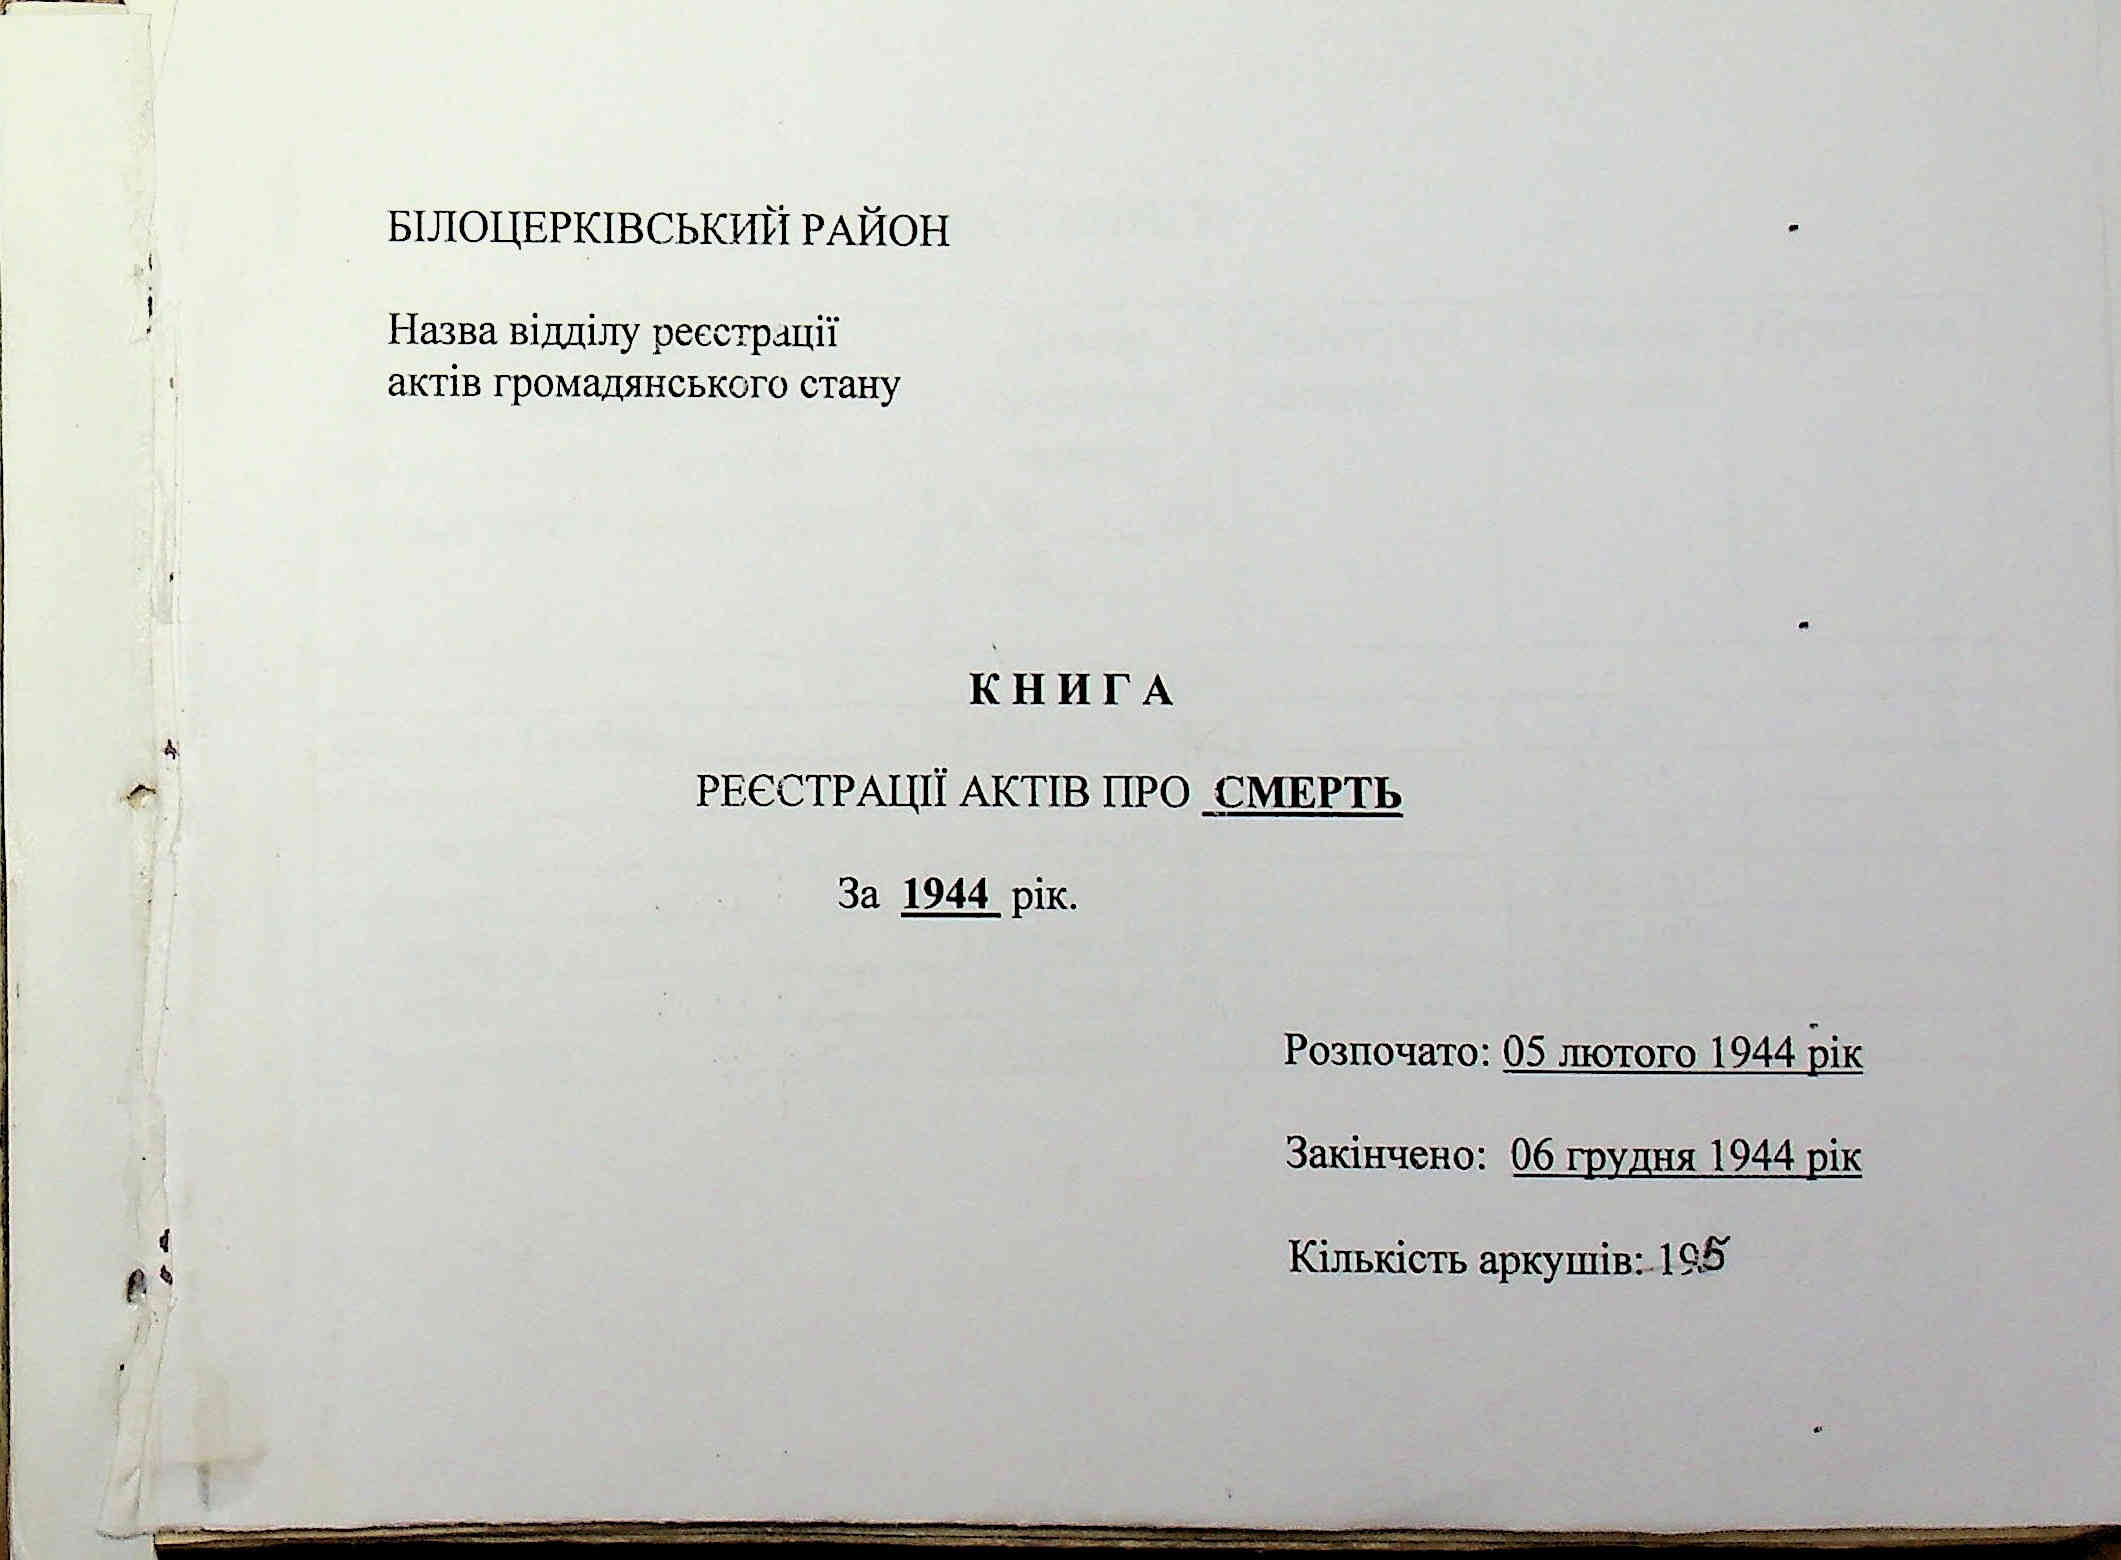 БІЛОЦЕРКІВСЬКИЙ РАЙОН
Назва відділу реєстрації
актів громадянського стану
К Н И Г А
РЕЄСТРАЦІЇ АКТІВ ПРО СМЕРТЬ
За 1944 рік.
Розпочато: 05 лютого 1944 рік
Закінчено: 06 грудня 1944 рік
Кількість аркушів: 195